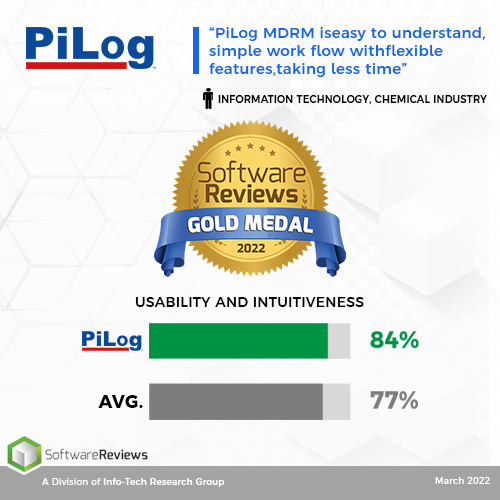 PiLog
“PiLog MDRM iseasy to understand,
simple work flow withflexible
features,taking less time”
INFORMATION TECHNOLOGY, CHEMICAL INDUSTRY
Software
Reviews
GOLD MEDAL
2022
USABILITY AND INTUITIVENESS
PiLog 84%
AVG. 77%
SoftwareReviews
A Division of Info-Tech Research Group March 2022